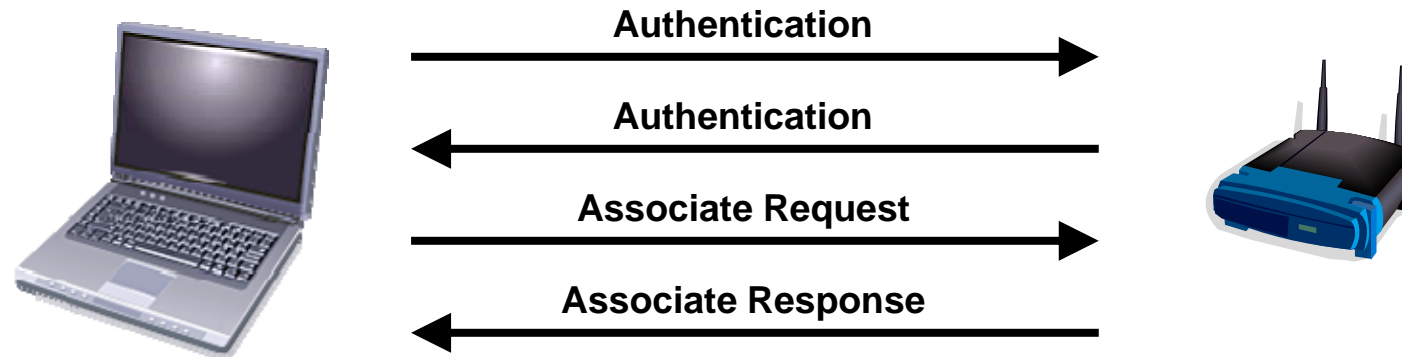 Authentication
Authentication
Associate Request
Associate Response